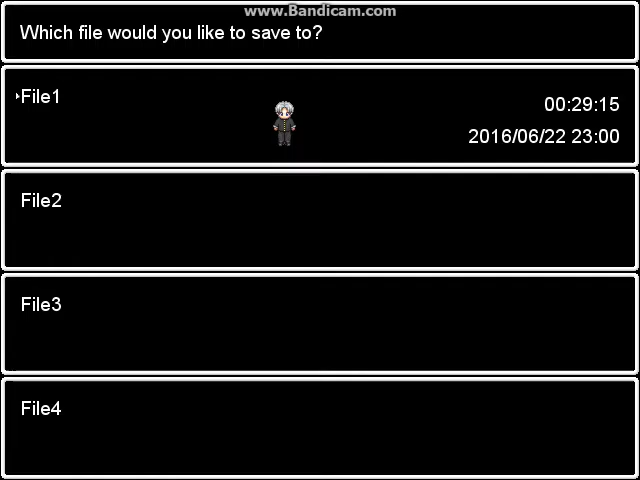 www.Bandicam.com
Which file would you like to save to?
File1
00:29:15
2016/06/22 23:00
File2
File3
File4